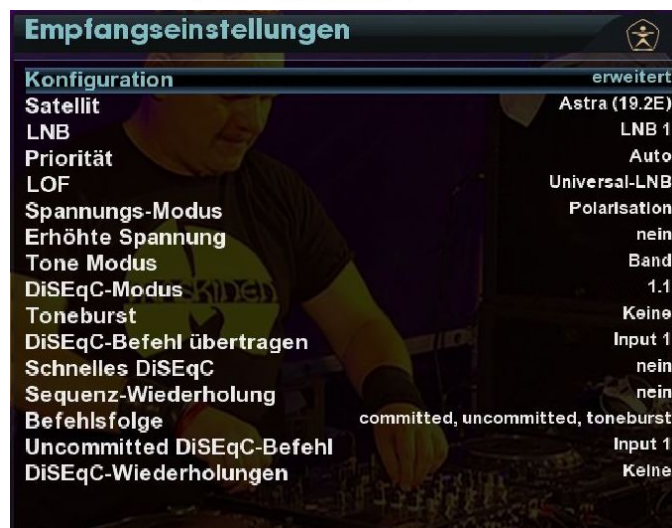 Empfangseinstellungen
Konfiguration erweitert
Satellit Astra (19.2E)
LNB LNB 1
Priorität Auto
LOF Universal-LNB
Spannungs-Modus Polarisation
Erhöhte Spannung nein
Tone Modus Band
DiSEqC-Modus 1.1
Toneburst Keine
DiSEqC-Befehl übertragen Input 1
Schnelles DiSEqC nein
Sequenz-Wiederholung nein
Befehlsfolge committed, uncommitted, toneburst
Uncommitted DiSEqC-Befehl Input 1
DiSEqC-Wiederholungen Keine